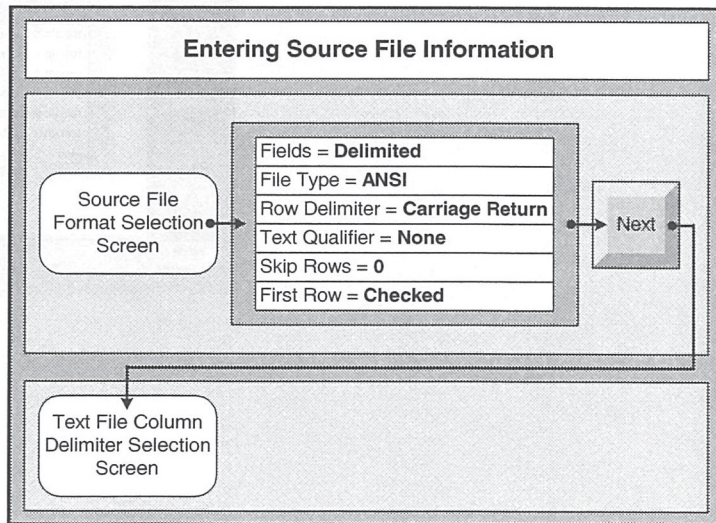 Entering Source File Information
Source File
Format Selection
Screen
Fields = Delimited
File Type = ANSI
Row Delimiter = Carriage Return
Text Qualifier = None
Skip Rows = 0
First Row = Checked
Next
Text File Column
Delimiter Selection
Screen